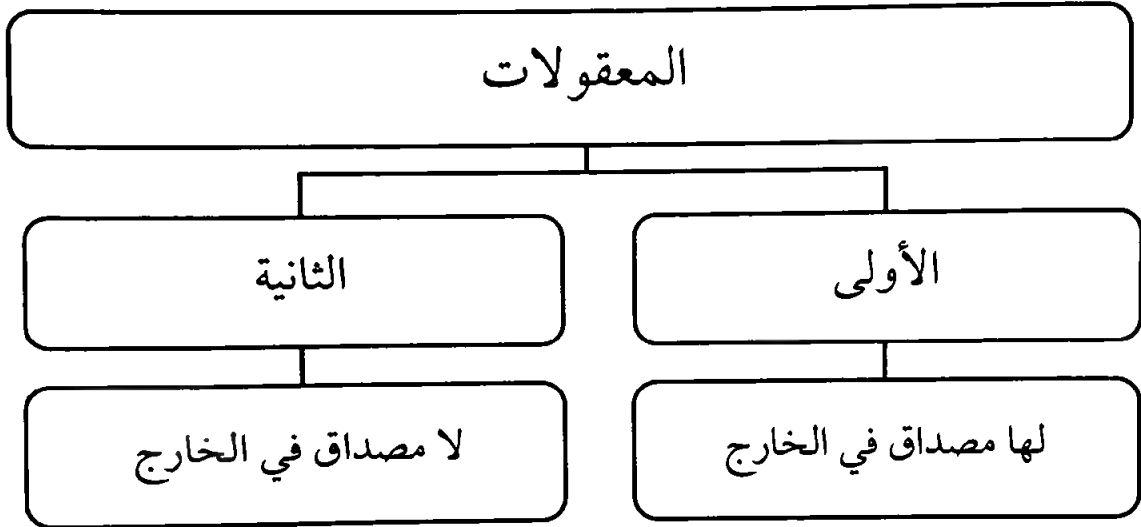 المعقولات
الأولى
الثانية
لها مصداق في الخارج
لا مصداق في الخارج